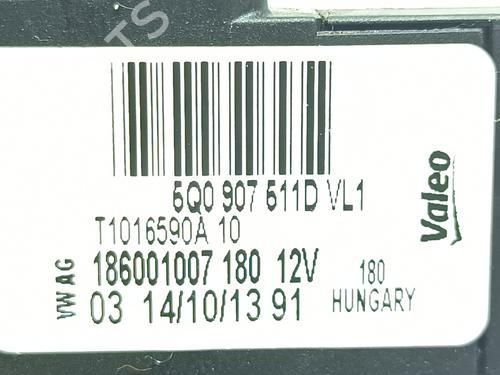 5Q0 907 511D VL1
T1016590A 10
186001007 180 12V
03 14/10/13 91
VW AG
180
HUNGARY
Valeo